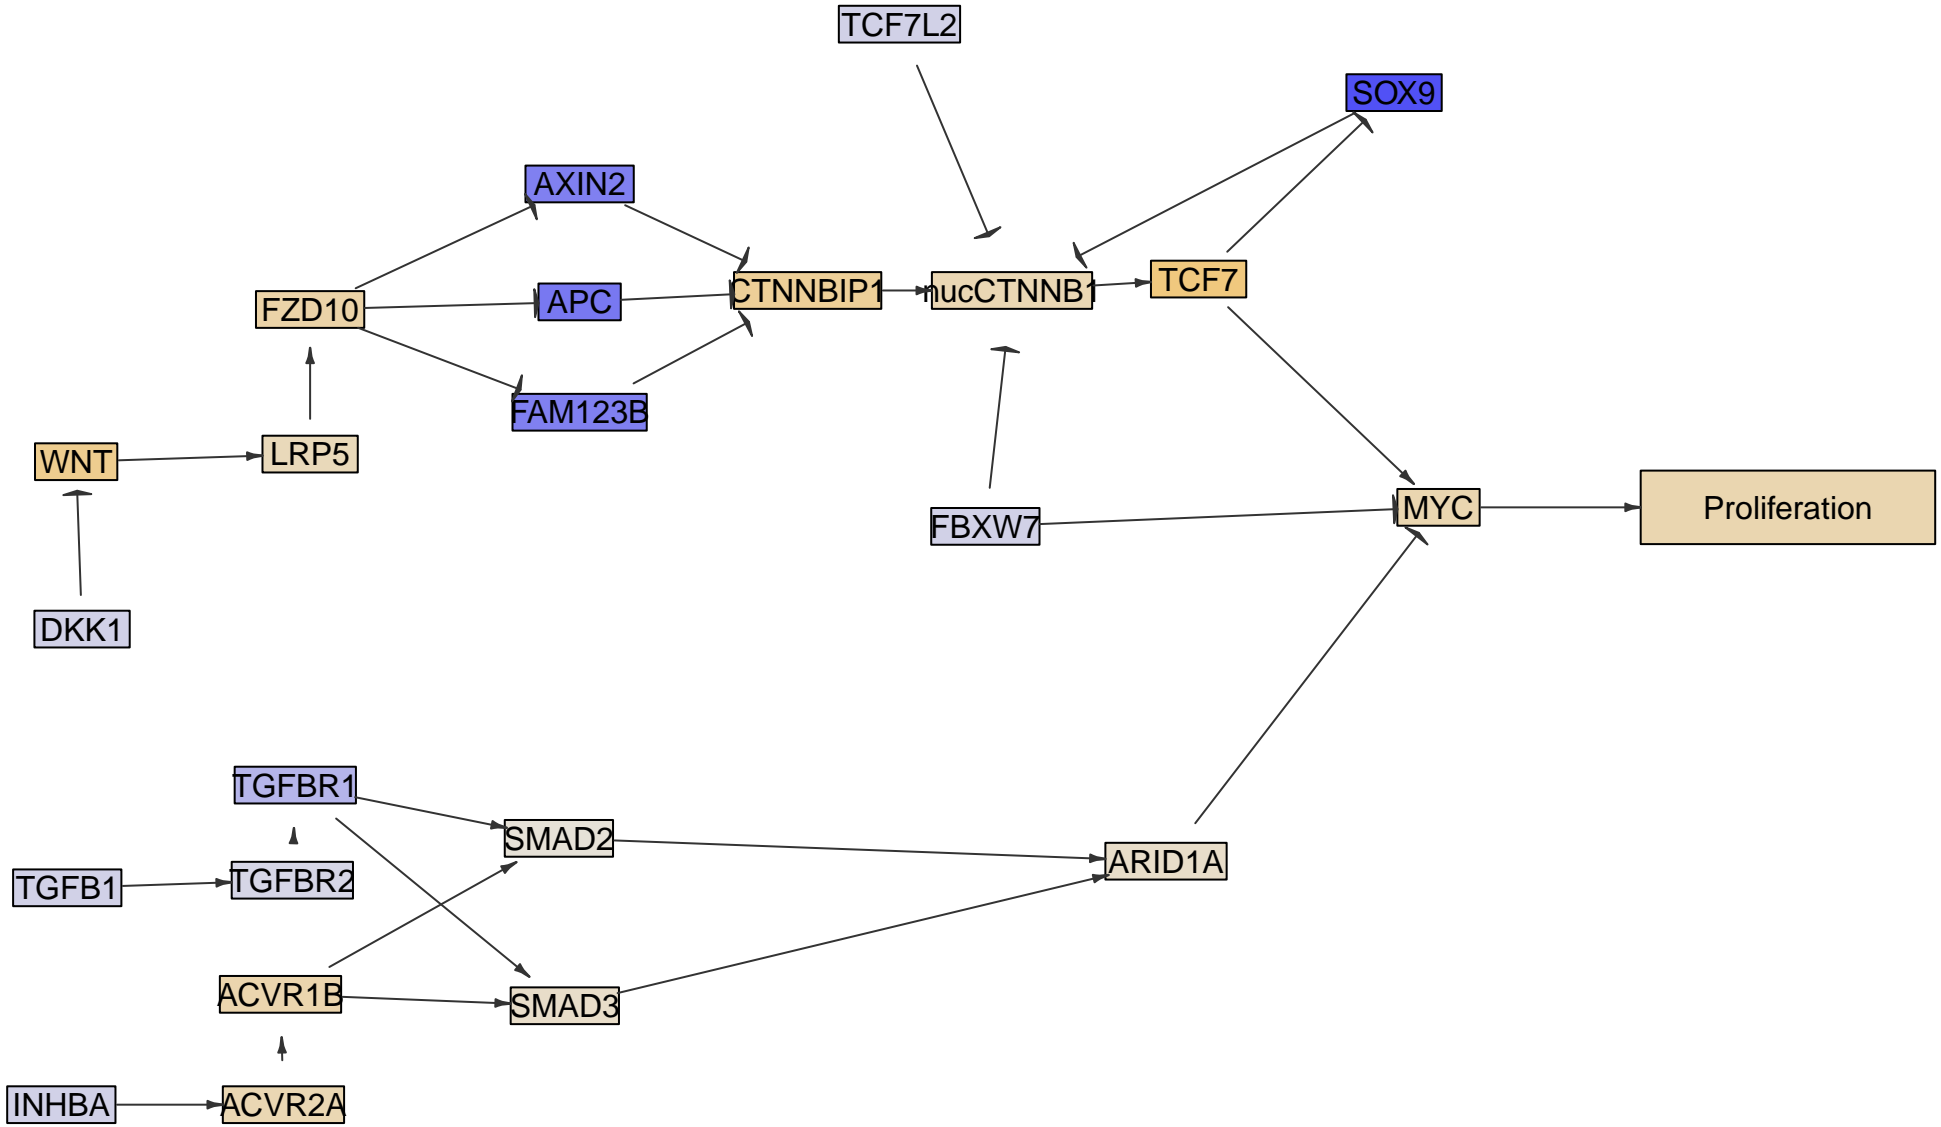 TCF7L2
SOX9
AXIN2
TCF7
CTNNBIP1
nucCTNNB1
APC
FZD10
FAM123B
LRP5
WNT
MYC
Proliferation
FBXW7
DKK1
TGFBR1
SMAD2
ARID1A
TGFBR2
TGFB1
ACVR1B
SMAD3
INHBA
ACVR2A